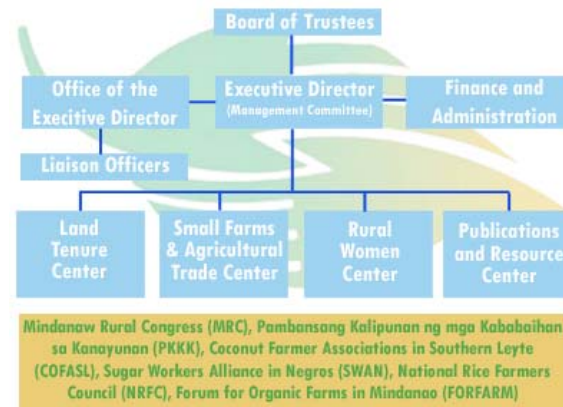 Board of Trustees
Office of the
Exeicitive Director
Executive Director
(Management Committee)
Finance and
Administration
Liaison Officers
Land
Tenure
Center
Small Farms
& Agricultural
Trade Center
Rural
Women
Center
Publications
and Resource
Center
Mindanaw Rural Congress (MRC), Pambansang Kalipunan ng mga Kababaihan
sa Kanayunan (PKKK), Coconut Farmer Associations in Southern Leyte
(COFASL), Sugar Workers Alliance in Negros (SWAN), National Rice Farmers
Council (NRFC), Forum for Organic Farms in Mindanao (FORFARM)